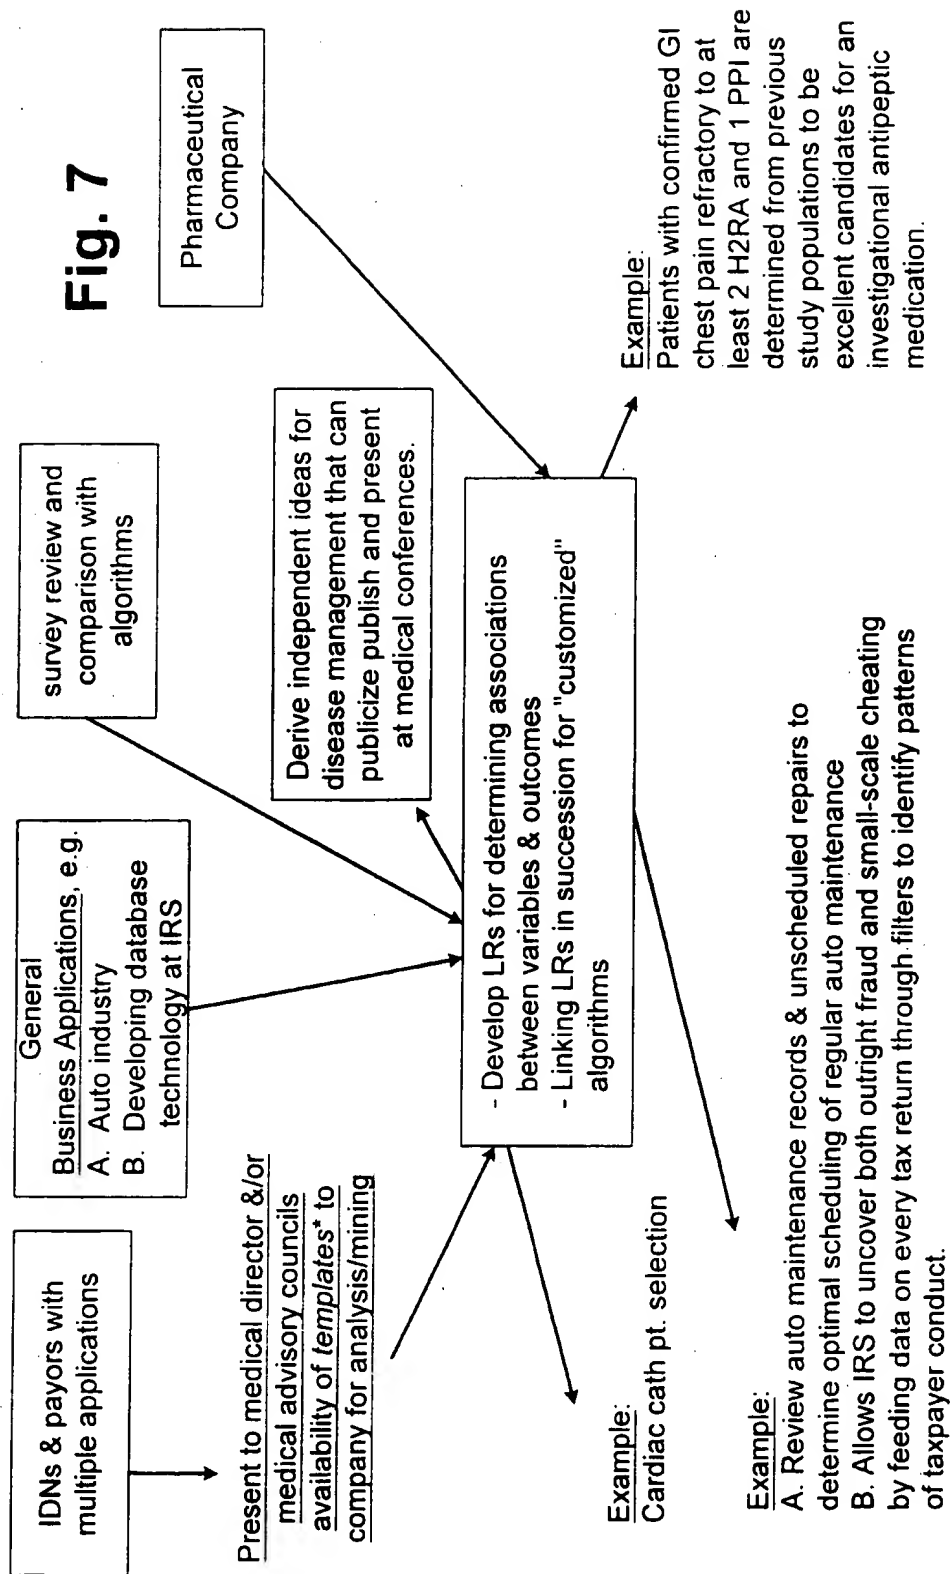 Fig. 7
IDNs & payors with
multiple applications
General
Business Applications, e.g.
A. Auto industry
B. Developing database
technology at IRS
survey review and
comparison with
algorithms
Pharmaceutical
Company
Present to medical director &/or
medical advisory councils
availability of templates* to
company for analysis/mining
Derive independent ideas for
disease management that can
publicize publish and present
at medical conferences.
- Develop LRs for determining associations
between variables & outcomes
- Linking LRs in succession for "customized"
algorithms
Example:
Cardiac cath pt. selection
Example:
Patients with confirmed GI
chest pain refractory to at
least 2 H2RA and 1 PPI are
determined from previous
study populations to be
excellent candidates for an
investigational antipeptic
medication.
Example:
A. Review auto maintenance records & unscheduled repairs to
determine optimal scheduling of regular auto maintenance
B. Allows IRS to uncover both outright fraud and small-scale cheating
by feeding data on every tax return through filters to identify patterns
of taxpayer conduct.